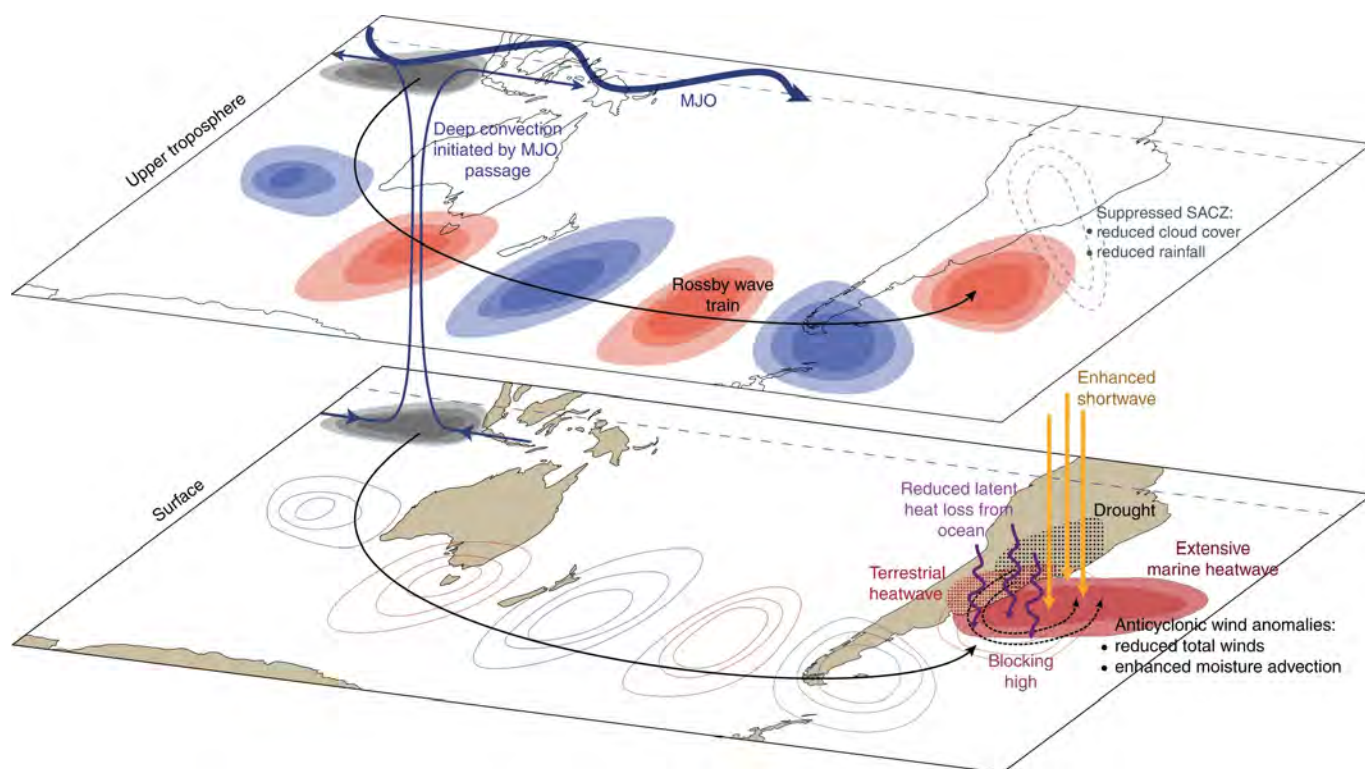 MJO
Upper troposphere
Deep convection
initiated by MJO
passage
Suppressed SACZ:
• reduced cloud cover
• reduced rainfall
Rossby wave
train
Enhanced
shortwave
Surface
Reduced latent
heat loss from
ocean
Drought
Terrestrial
heatwave
Extensive
marine heatwave
Anticyclonic wind anomalies:
• reduced total winds
• enhanced moisture advection
Blocking
high